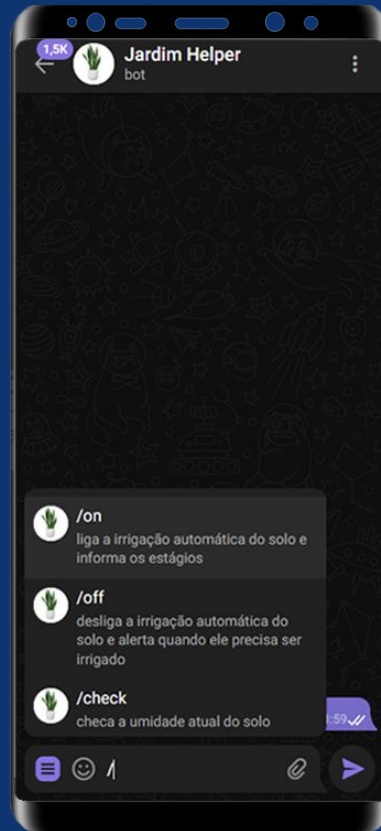 1,5K
Jardim Helper
bot
/on
liga a irrigação automática do solo e
informa os estágios
/off
desliga a irrigação automática do
solo e alerta quando ele precisa ser
irrigado
/check
checa a umidade atual do solo
:59
/